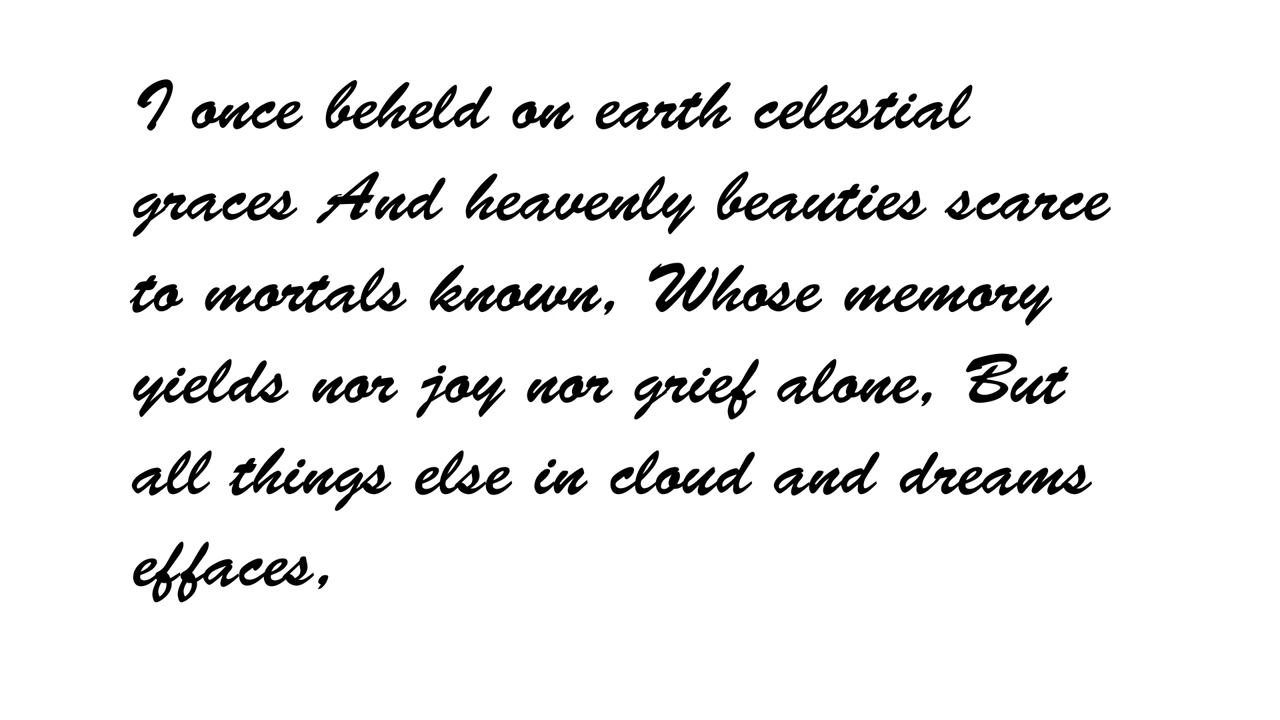 I once beheld on earth celestial
graces And heavenly beauties scarce
to mortals known, Whose memory
yields nor joy nor grief alone, But
all things else in cloud and dreams
effaces,